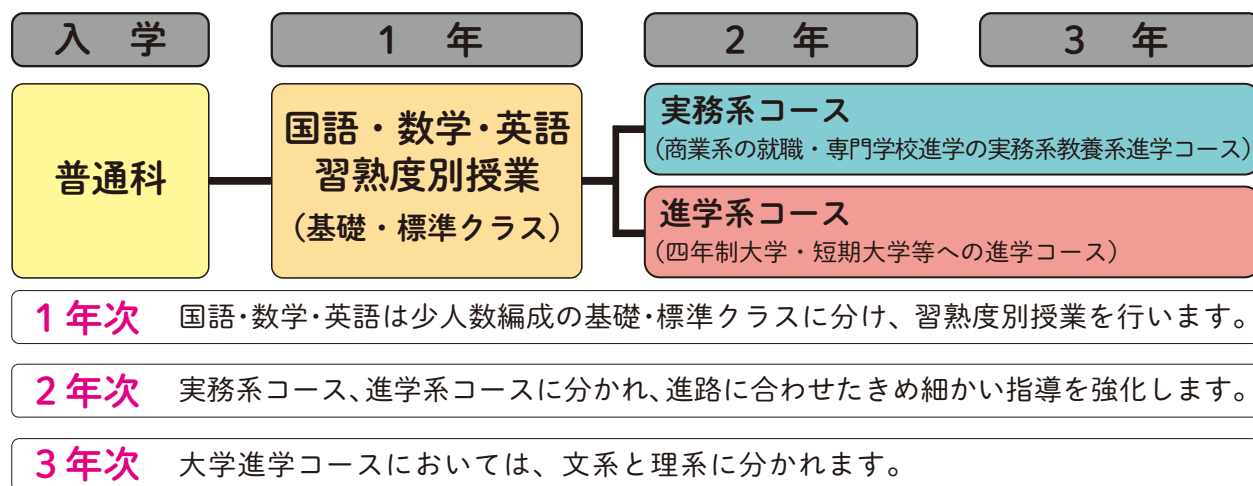 入 学
1 年
2 年
3 年
普通科
国語・数学・英語
習熟度別授業
(基礎・標準クラス)
実務系コース
(商業系の就職・専門学校進学の実務系教養系進学コース)
進学系コース
(四年制大学・短期大学等への進学コース)
1年次 国語・数学・英語は少人数編成の基礎・標準クラスに分け、習熟度別授業を行います。
2年次 実務系コース、進学系コースに分かれ、進路に合わせたきめ細かい指導を強化します。
3年次 大学進学コースにおいては、文系と理系に分かれます。